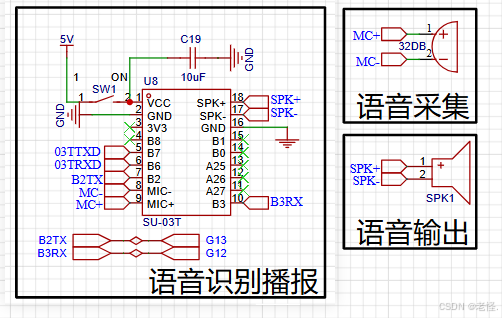 5V
C19
10uF
GND
1
ON
SW1
1
2
U8
GND
1 VCC
2 GND
3 3V3
4 B8
03TTXD 5 B7
03TRXD 6 B6
B2TX 7 B2
MC- 8 MIC-
MC+ 9 MIC+
SPK+ 18 SPK+
SPK- 17 SPK-
GND 16
B1 15
B0 14
A25 13
A26 12
A27 11
B3 10 B3RX
SU-03T
B2TX G13
B3RX G12
语音识别播报
MC+ 1
32DB
MC- 2
语音采集
SPK+ 1
SPK- 2
SPK1
语音输出
CSDN @老怪.